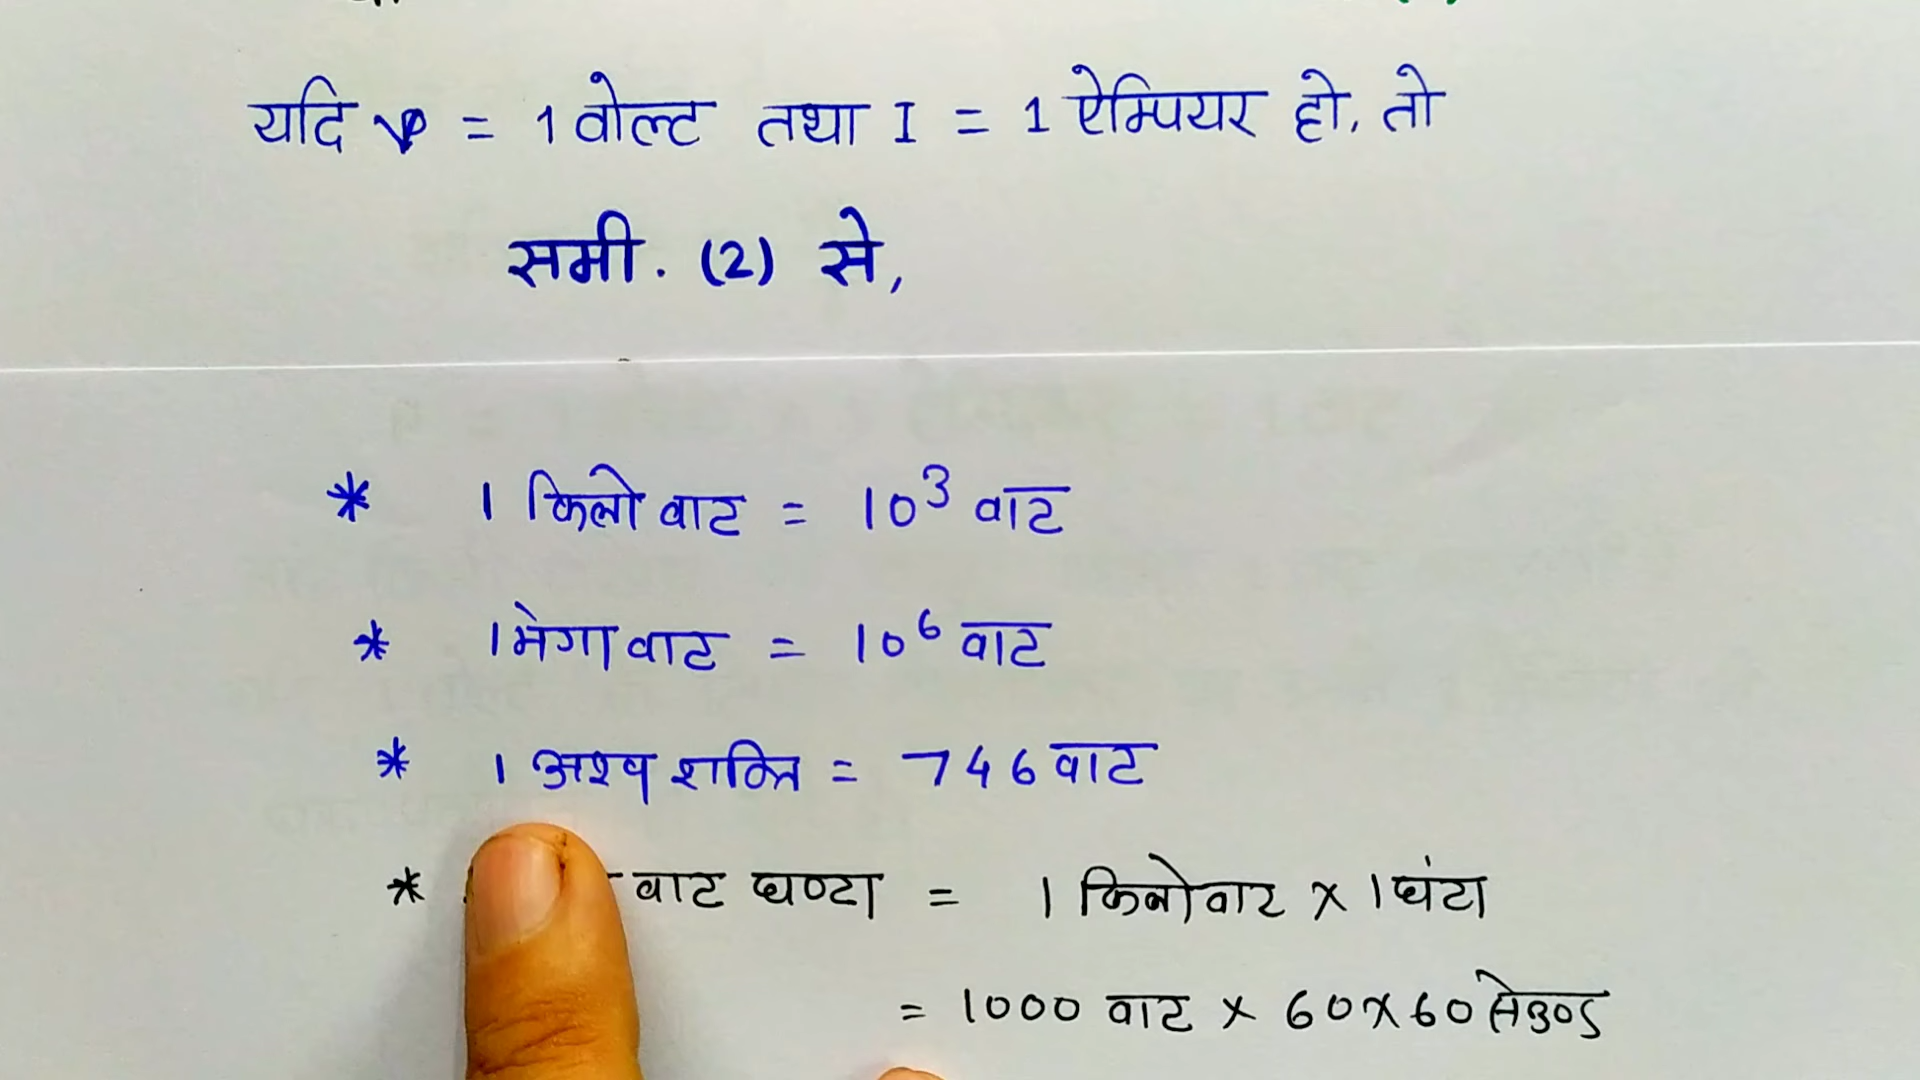 यदि V = 1 वोल्ट तथा I = 1 ऐम्पियर हो, तो
समी. (2) से,
* 1 किलो वाट = 10³ वाट
* 1 मेगा वाट = 10⁶ वाट
* 1 अश्व शक्ति = 746 वाट
* वाट घण्टा = 1 किलोवाट x 1 घंटा
= 1000 वाट x 60 x 60 सेकण्ड